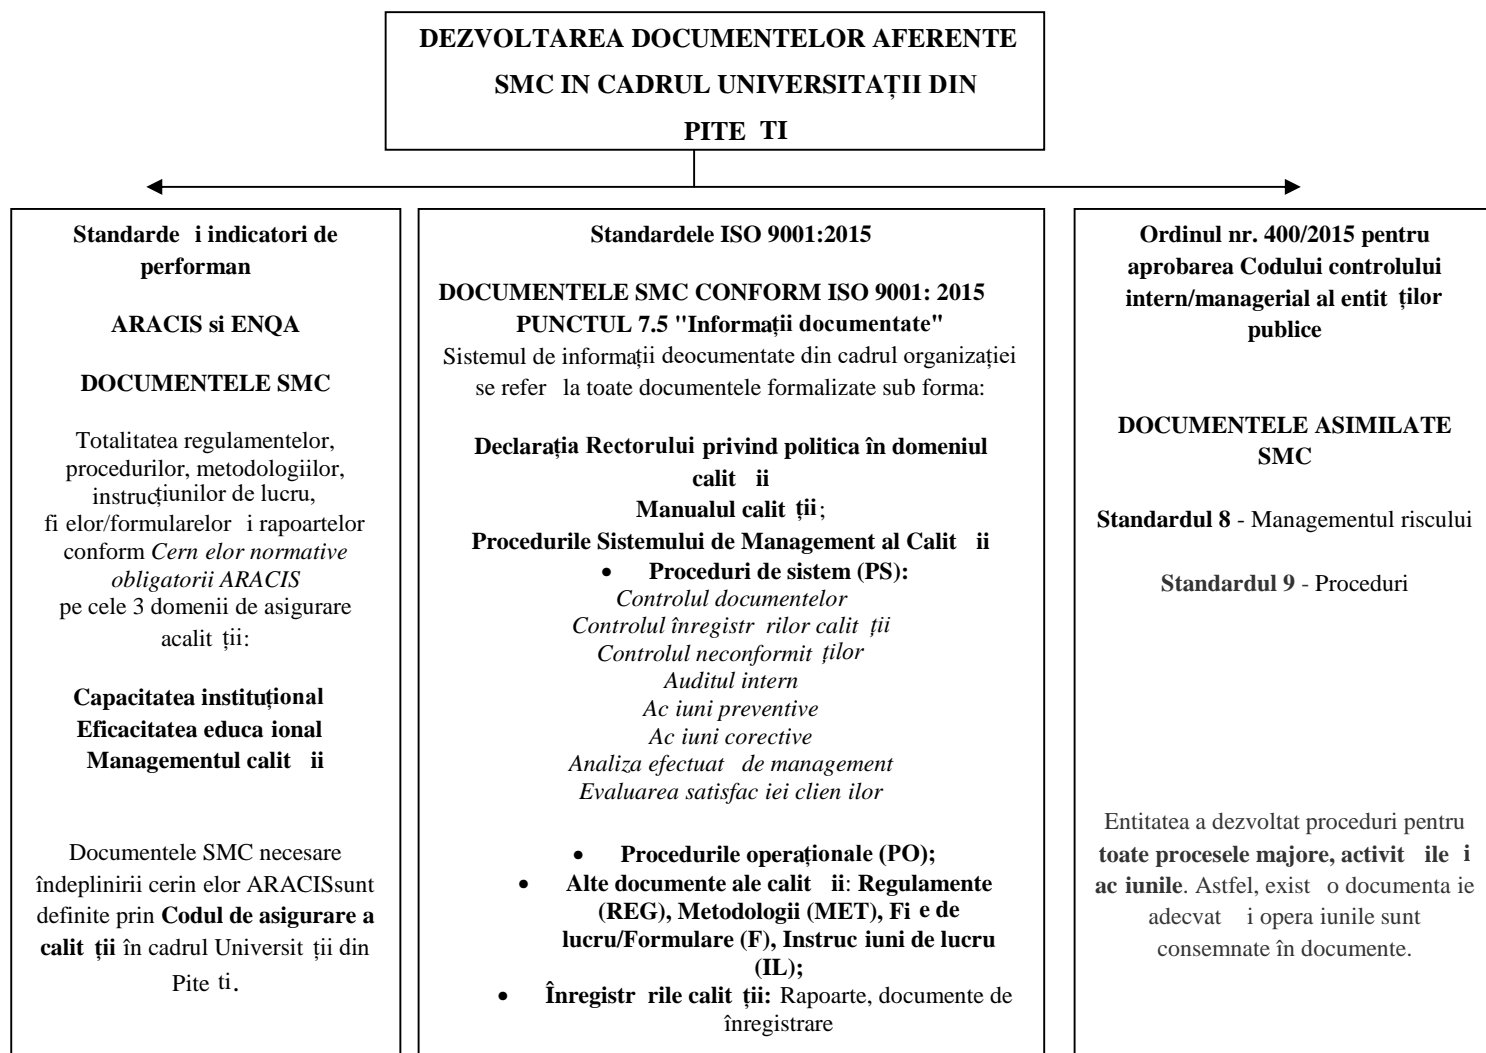 DEZVOLTAREA DOCUMENTELOR AFERENTE
SMC IN CADRUL UNIVERSITAȚII DIN
PITE TI
Standarde i indicatori de
performan
ARACIS si ENQA
DOCUMENTELE SMC
Totalitatea regulamentelor,
procedurilor, metodologiilor,
instrucțiunilor de lucru,
fi elor/formularelor i rapoartelor
conform Cern elor normative
obligatorii ARACIS
pe cele 3 domenii de asigurare
acalit ții:
Capacitatea instituțional
Eficacitatea educa ional
Managementul calit ii
Documentele SMC necesare
îndeplinirii cerin elor ARACISsunt
definite prin Codul de asigurare a
calit ții în cadrul Universit ții din
Pite ti.
Standardele ISO 9001:2015
DOCUMENTELE SMC CONFORM ISO 9001: 2015
PUNCTUL 7.5 "Informații documentate"
Sistemul de informații deocumentate din cadrul organizației
se refer la toate documentele formalizate sub forma:
Declarația Rectorului privind politica în domeniul
calit ii
Manualul calit ții;
Procedurile Sistemului de Management al Calit ii
• Proceduri de sistem (PS):
Controlul documentelor
Controlul înregistr rilor calit ții
Controlul neconformit ților
Auditul intern
Ac iuni preventive
Ac iuni corective
Analiza efectuat de management
Evaluarea satisfac iei clien ilor
• Procedurile operaționale (PO);
• Alte documente ale calit ii: Regulamente
(REG), Metodologii (MET), Fi e de
lucru/Formulare (F), Instruc iuni de lucru
(IL);
• Înregistr rile calit ții: Rapoarte, documente de
înregistrare
Ordinul nr. 400/2015 pentru
aprobarea Codului controlului
intern/managerial al entit ților
publice
DOCUMENTELE ASIMILATE
SMC
Standardul 8 - Managementul riscului
Standardul 9 - Proceduri
Entitatea a dezvoltat proceduri pentru
toate procesele majore, activit ile i
ac iunile. Astfel, exist o documenta ie
adecvat i opera iunile sunt
consemnate în documente.